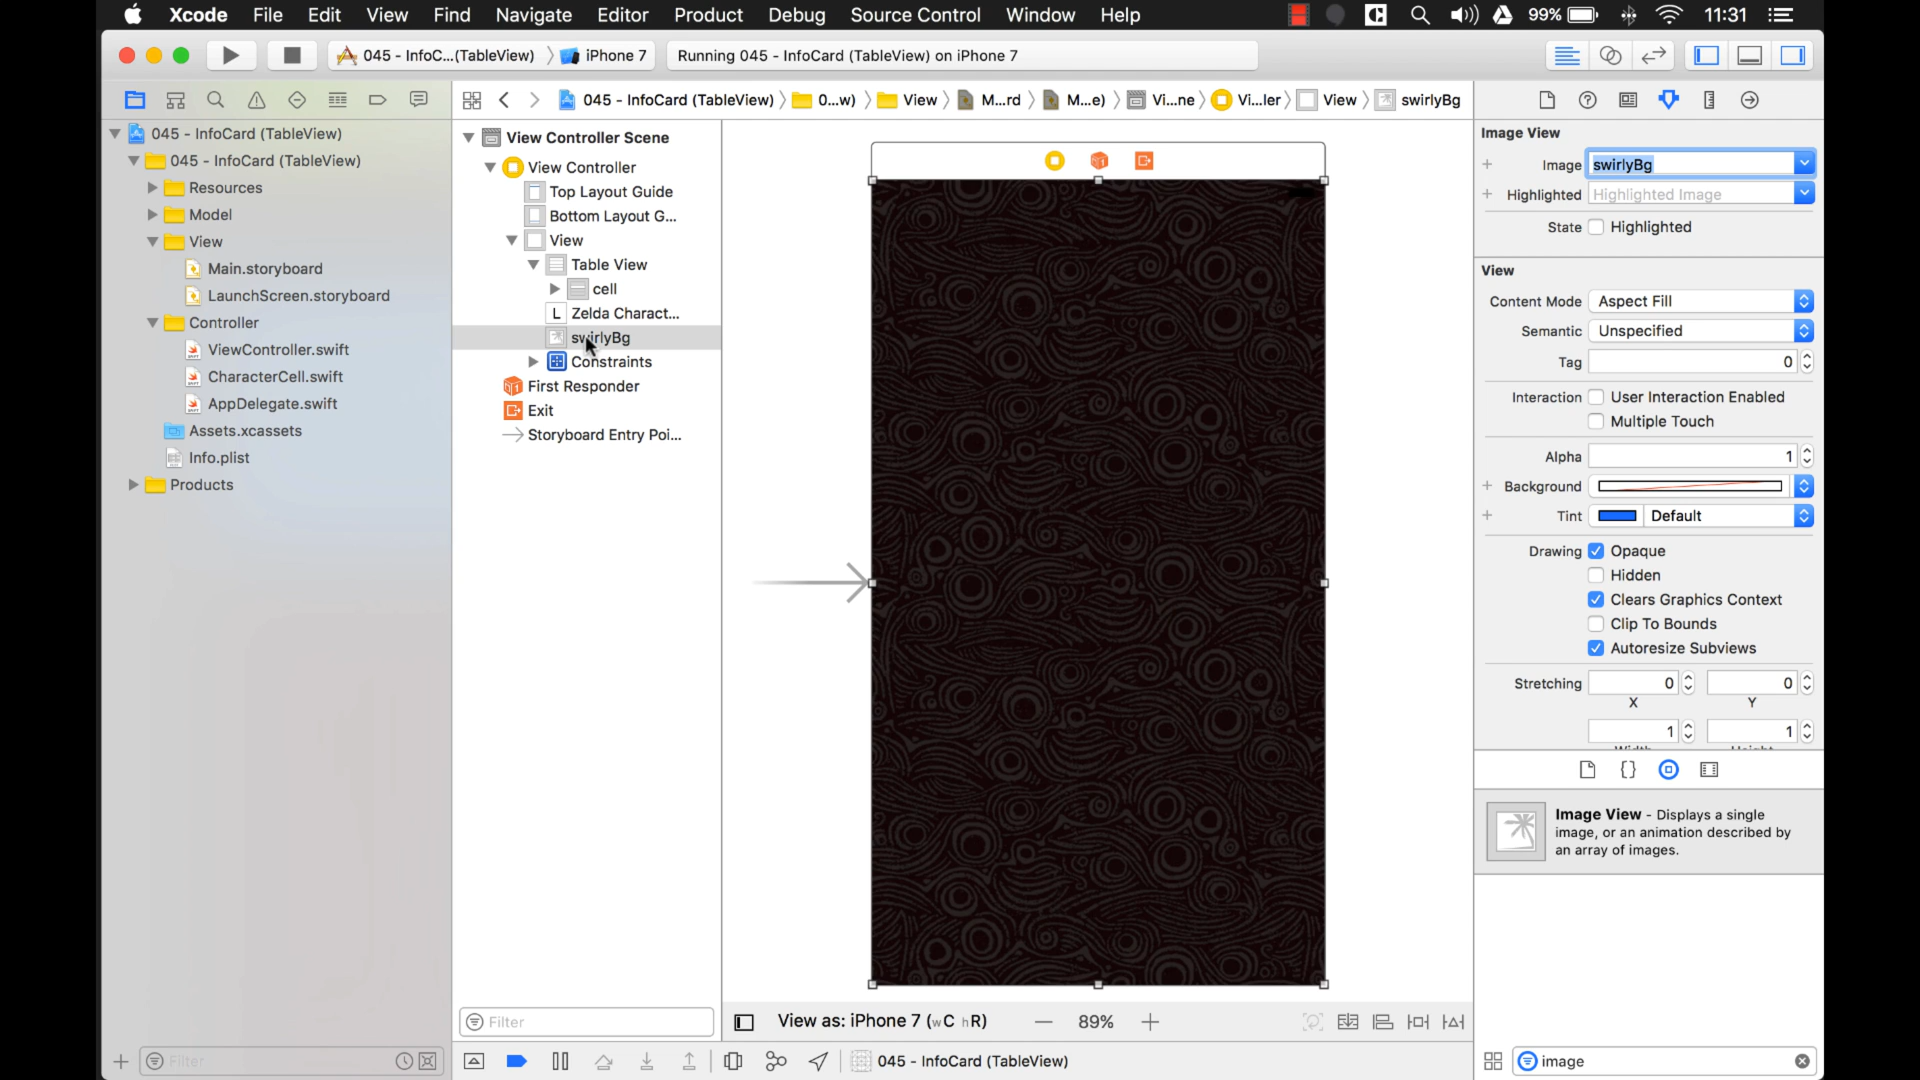 Xcode File Edit View Find Navigate Editor Product Debug Source Control Window Help 99% 11:31
045 - InfoC...(TableView) iPhone 7 Running 045 - InfoCard (TableView) on iPhone 7
045 - InfoCard (TableView) 0...w) View M...rd M...e) Vi...ne Vi...ler View swirlyBg
045 - InfoCard (TableView)
045 - InfoCard (TableView)
Resources
Model
View
Main.storyboard
LaunchScreen.storyboard
Controller
ViewController.swift
CharacterCell.swift
AppDelegate.swift
Assets.xcassets
Info.plist
Products
Filter
View Controller Scene
View Controller
Top Layout Guide
Bottom Layout G...
View
Table View
cell
L Zelda Charact...
swirlyBg
Constraints
First Responder
Exit
Storyboard Entry Poi...
Filter
View as: iPhone 7 (wC hR) 89%
045 - InfoCard (TableView)
Image View
Image swirlyBg
Highlighted Highlighted Image
State Highlighted
View
Content Mode Aspect Fill
Semantic Unspecified
Tag 0
Interaction User Interaction Enabled
Multiple Touch
Alpha 1
Background
Tint Default
Drawing Opaque
Hidden
Clears Graphics Context
Clip To Bounds
Autoresize Subviews
Stretching 0 0
X Y
1 1
Width Height
Image View - Displays a single
image, or an animation described by
an array of images.
image